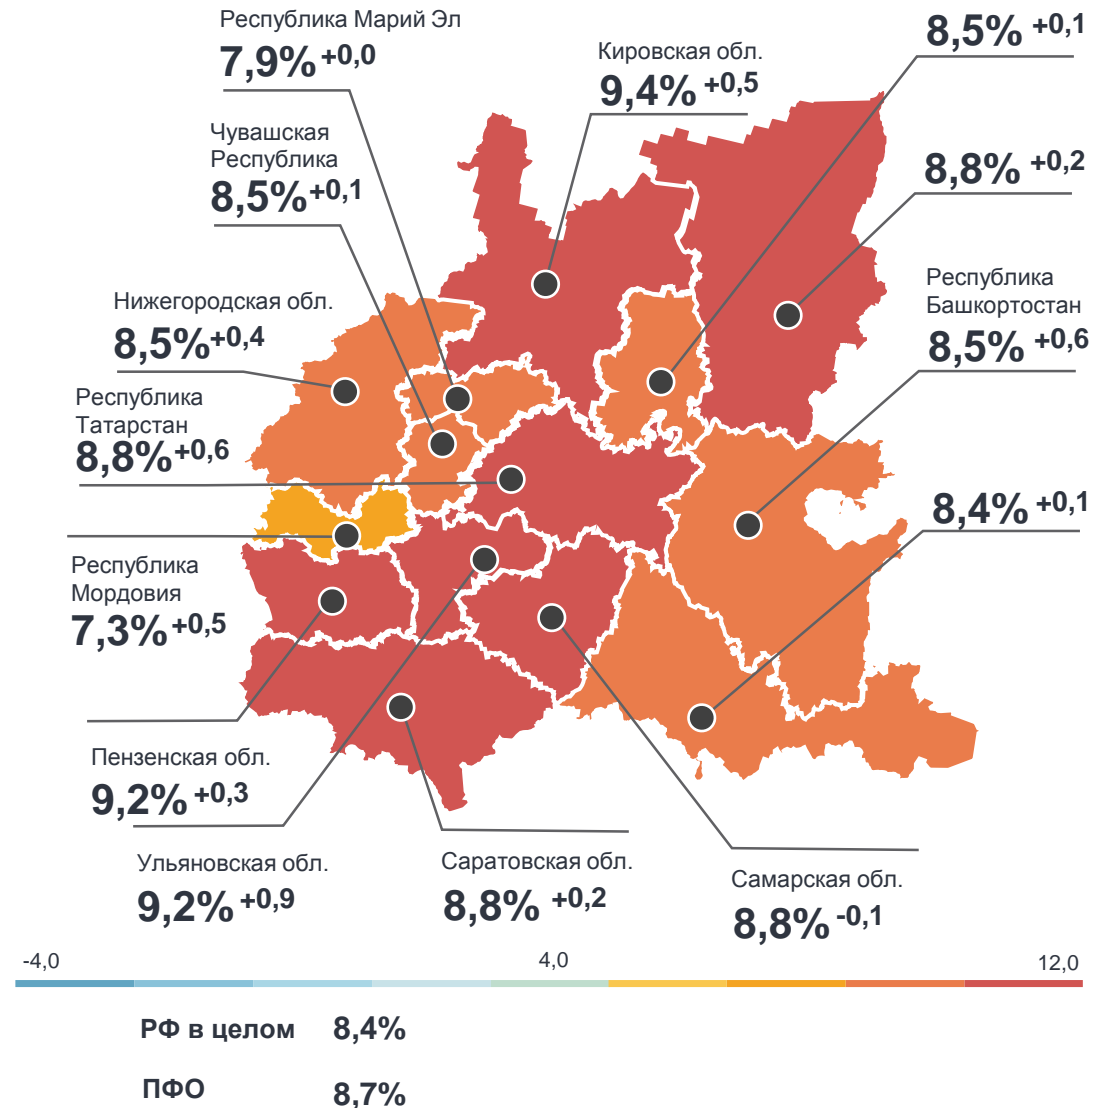 Республика Марий Эл
7,9% +0,0
Кировская обл.
9,4% +0,5
8,5% +0,1
Чувашская
Республика
8,5% +0,1
8,8% +0,2
Нижегородская обл.
8,5% +0,4
Республика
Башкортостан
8,5% +0,6
Республика
Татарстан
8,8% +0,6
8,4% +0,1
Республика
Мордовия
7,3% +0,5
Пензенская обл.
9,2% +0,3
Ульяновская обл.
9,2% +0,9
Саратовская обл.
8,8% +0,2
Самарская обл.
8,8% -0,1
-4,0 4,0 12,0
РФ в целом 8,4%
ПФО 8,7%